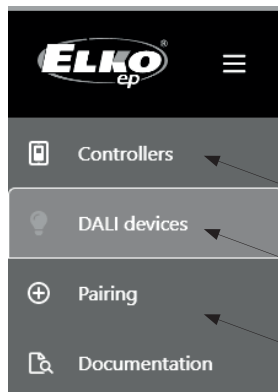 ELKO®
ep
Controllers
DALI devices
Pairing
Documentation